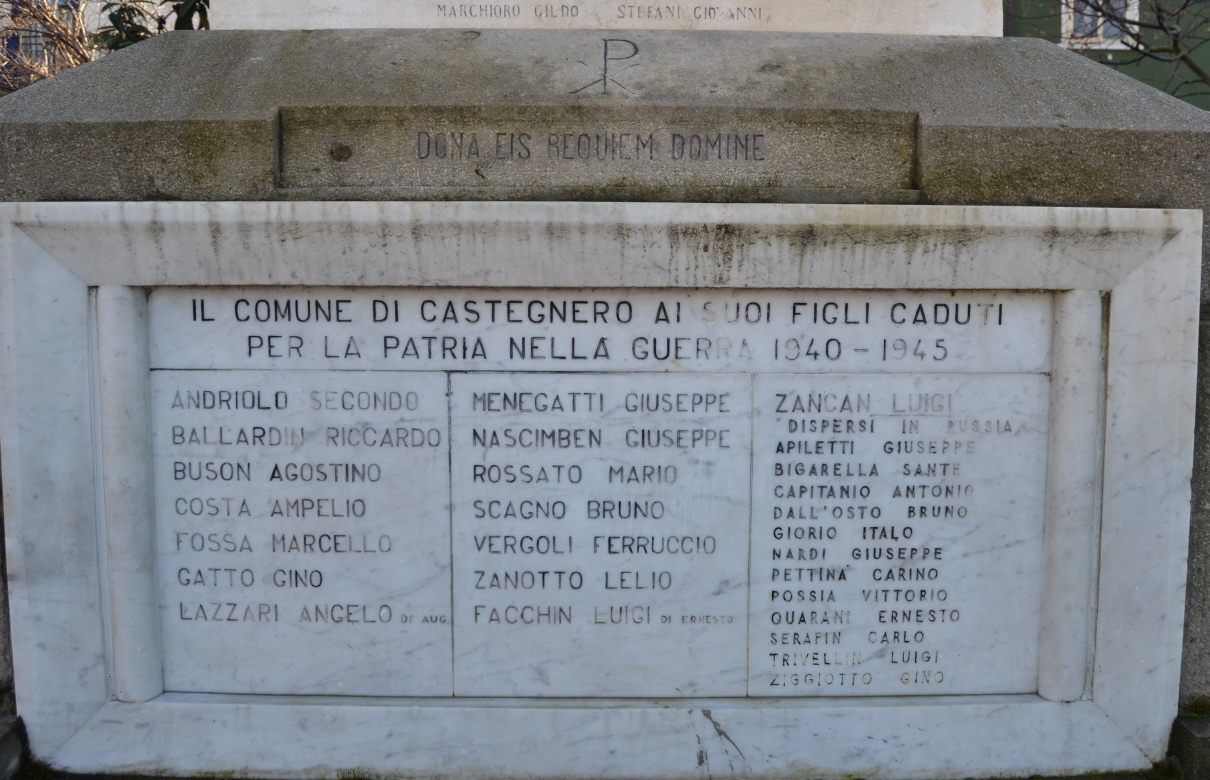 MARCHIORO GILDO STEFANI GIOVANNI
DONA EIS REQUIEM DOMINE
IL COMUNE DI CASTEGNERO AI SUOI FIGLI CADUTI
PER LA PATRIA NELLA GUERRA 1940-1945
ANDRIOLO SECONDO
BALLARDIN RICCARDO
BUSON AGOSTINO
COSTA AMPELIO
FOSSA MARCELLO
GATTO GINO
LAZZARI ANGELO DI AUG.
MENEGATTI GIUSEPPE
NASCIMBEN GIUSEPPE
ROSSATO MARIO
SCAGNO BRUNO
VERGOLI FERRUCCIO
ZANOTTO LELIO
FACCHIN LUIGI DI ERNESTO
ZANCAN LUIGI
DISPERSI IN RUSSIA
APILETTI GIUSEPPE
BIGARELLA SANTE
CAPITANIO ANTONIO
DALL'OSTO BRUNO
GIORIO ITALO
NARDI GIUSEPPE
PETTINA' CARINO
POSSIA VITTORIO
QUARANI ERNESTO
SERAFIN CARLO
TRIVELLIN LUIGI
ZIGGIOTTO GINO